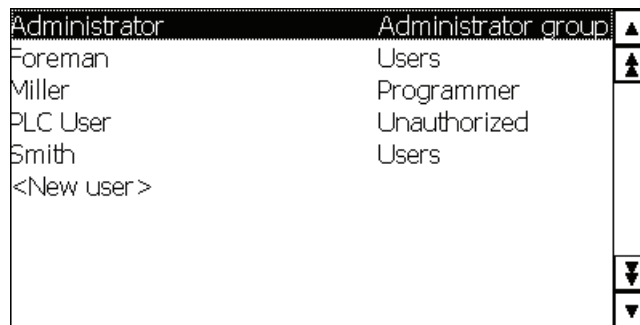 Administrator Administrator group
Foreman Users
Miller Programmer
PLC User Unauthorized
Smith Users
<New user>